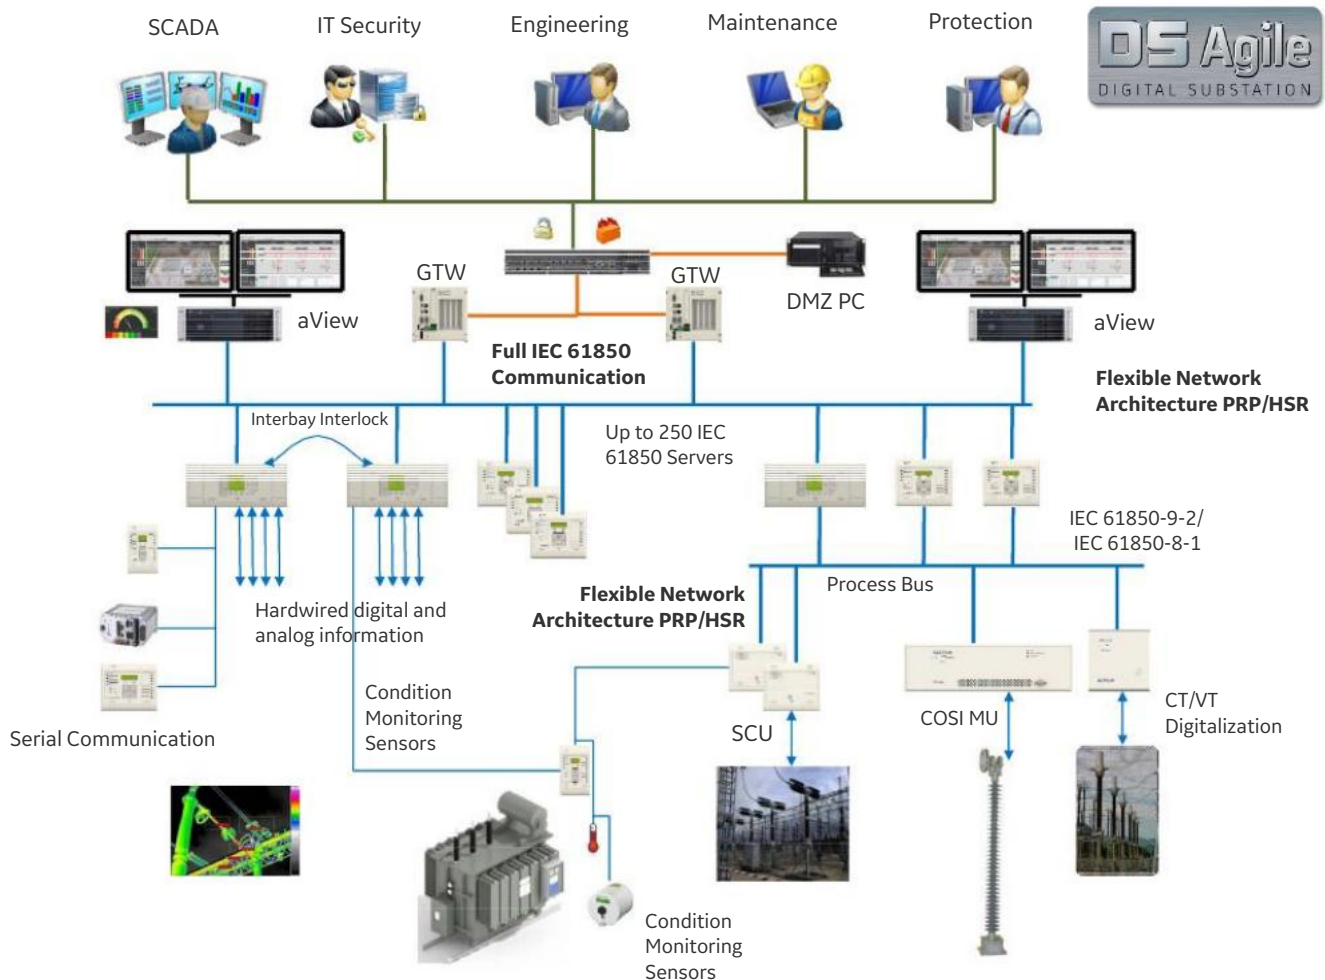 SCADA
IT Security
Engineering
Maintenance
Protection
DS Agile
DIGITAL SUBSTATION
GTW
GTW
DMZ PC
aView
aView
Full IEC 61850
Communication
Flexible Network
Architecture PRP/HSR
Interbay Interlock
Up to 250 IEC
61850 Servers
IEC 61850-9-2/
IEC 61850-8-1
Process Bus
Hardwired digital and
analog information
Flexible Network
Architecture PRP/HSR
Condition
Monitoring
Sensors
Serial Communication
SCU
COSI MU
CT/VT
Digitalization
Condition
Monitoring
Sensors